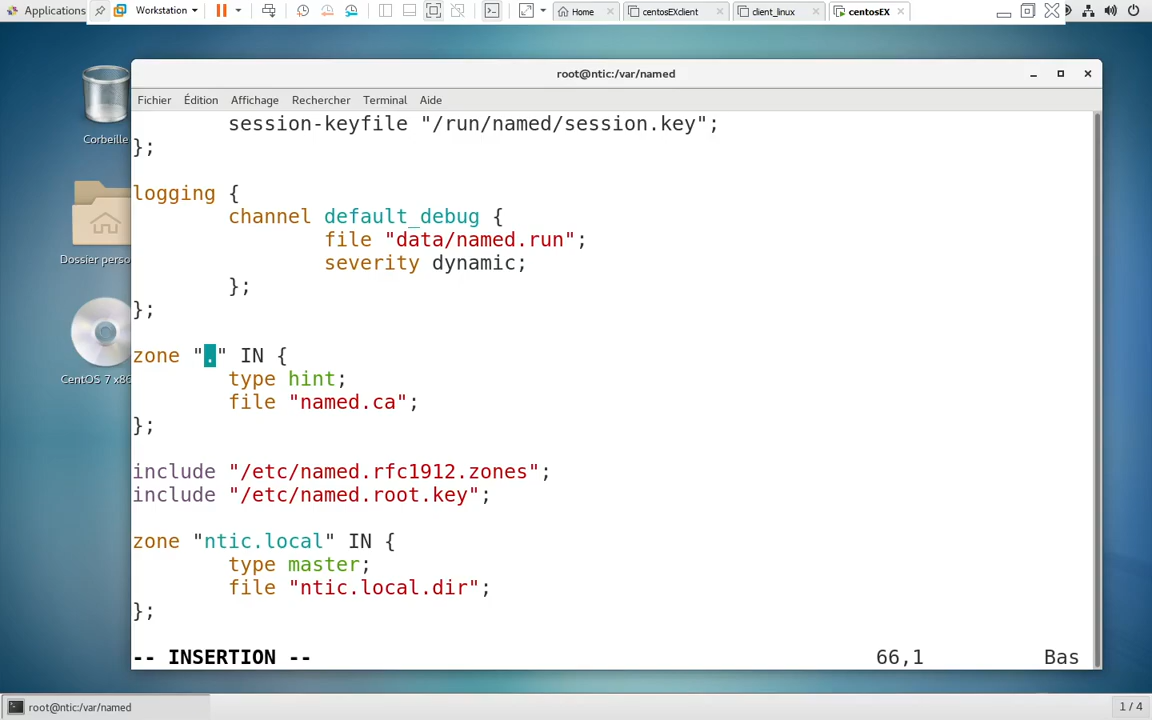 Applications
Workstation
Home
centosEXclient
client_linux
centosEX
Corbeille
Dossier perso
CentOS 7 x86
root@ntic:/var/named
Fichier Édition Affichage Rechercher Terminal Aide
session-keyfile "/run/named/session.key";
};
logging {
channel default_debug {
file "data/named.run";
severity dynamic;
};
};
zone "." IN {
type hint;
file "named.ca";
};
include "/etc/named.rfc1912.zones";
include "/etc/named.root.key";
zone "ntic.local" IN {
type master;
file "ntic.local.dir";
};
-- INSERTION --
66,1
Bas
root@ntic:/var/named
1 / 4